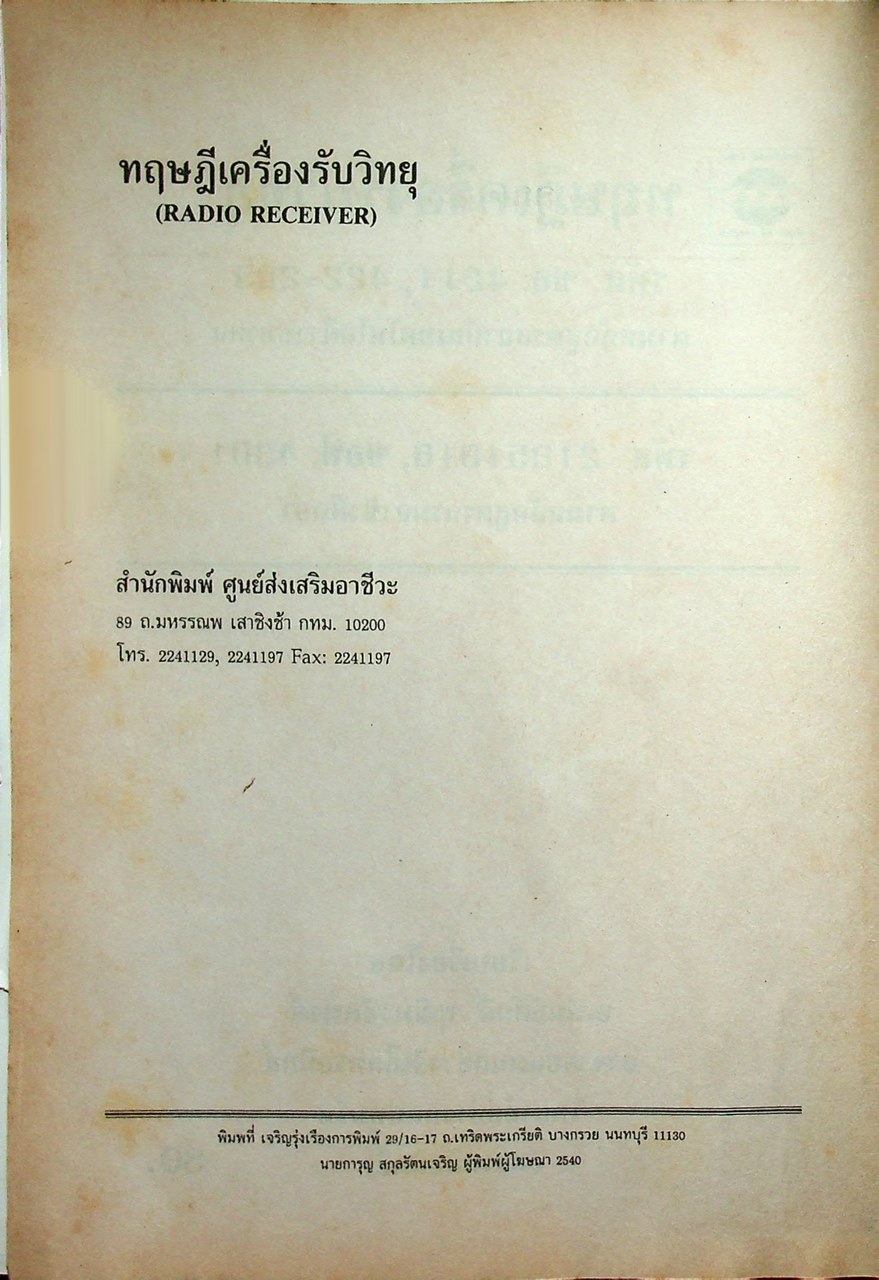 ทฤษฎีเครื่องรับวิทยุ
(RADIO RECEIVER)
สำนักพิมพ์ ศูนย์ส่งเสริมอาชีวะ
89 ถ.มหรรณพ เสาชิงช้า กทม. 10200
โทร. 2241129, 2241197 Fax: 2241197
พิมพที่ เจริญรุ่งเรืองการพิมพ์ 29/16-17 ถ.เทริดพระเกรียติ บางกรวย นนทบุรี 11130
นายการุญ สกุลรัตนเจริญ ผู้พิมพ์ผู้โฆษณา 2540